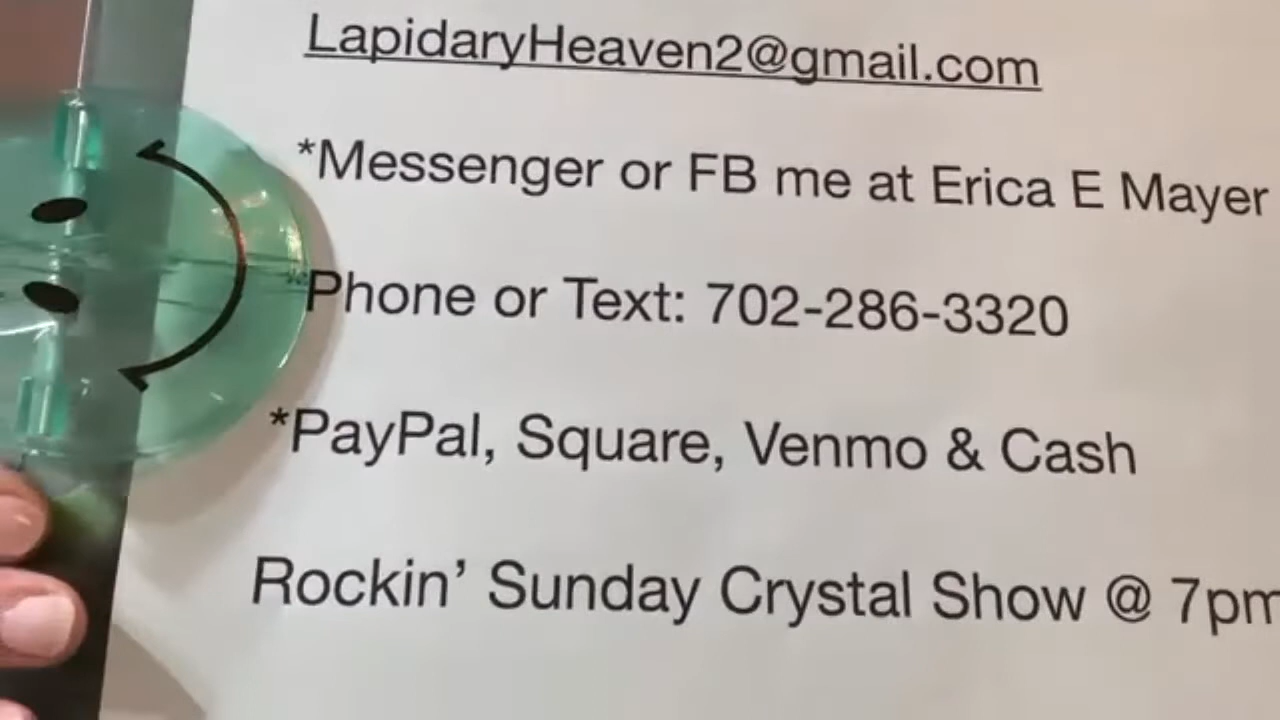 LapidaryHeaven2@gmail.com
*Messenger or FB me at Erica E Mayer
*Phone or Text: 702-286-3320
*PayPal, Square, Venmo & Cash
Rockin’ Sunday Crystal Show @ 7pm